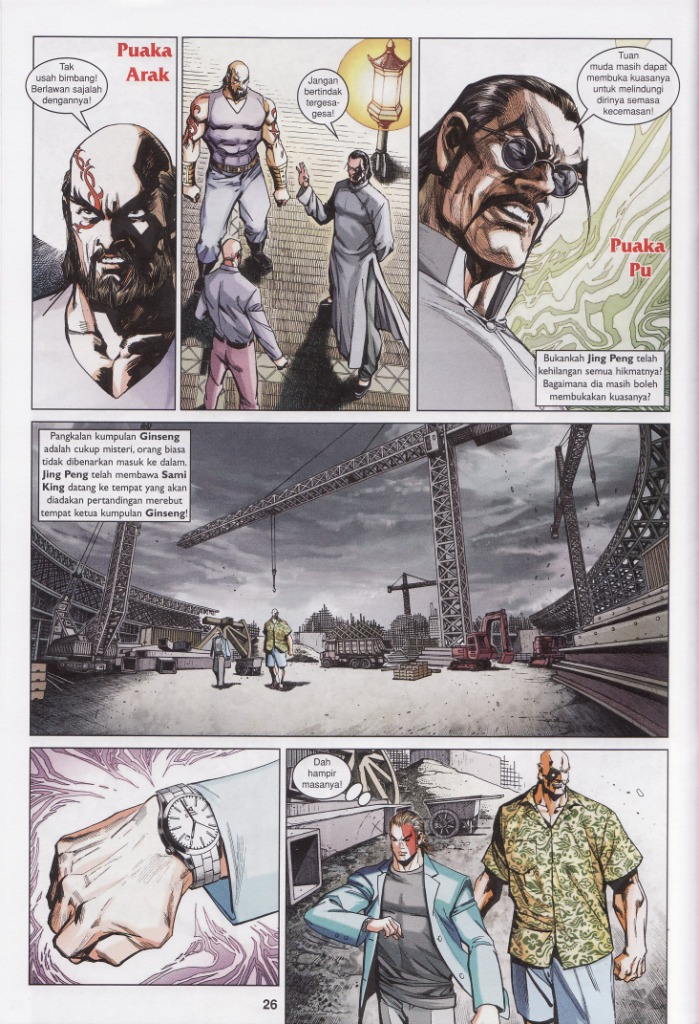 Tak
usah bimbang!
Berlawan sajalah
dengannya!
Puaka
Arak
Jangan
bertindak
tergesa-
gesa!
Tuan
muda masih dapat
membuka kuasanya
untuk melindungi
dirinya semasa
kecemasan!
Puaka
Pu
Bukankah Jing Peng telah
kehilangan semua hikmatnya?
Bagaimana dia masih boleh
membukakan kuasanya?
Pangkalan kumpulan Ginseng
adalah cukup misteri, orang biasa
tidak dibenarkan masuk ke dalam.
Jing Peng telah membawa Sami
King datang ke tempat yang akan
diadakan pertandingan merebut
tempat ketua kumpulan Ginseng!
Dah
hampir
masanya!
26